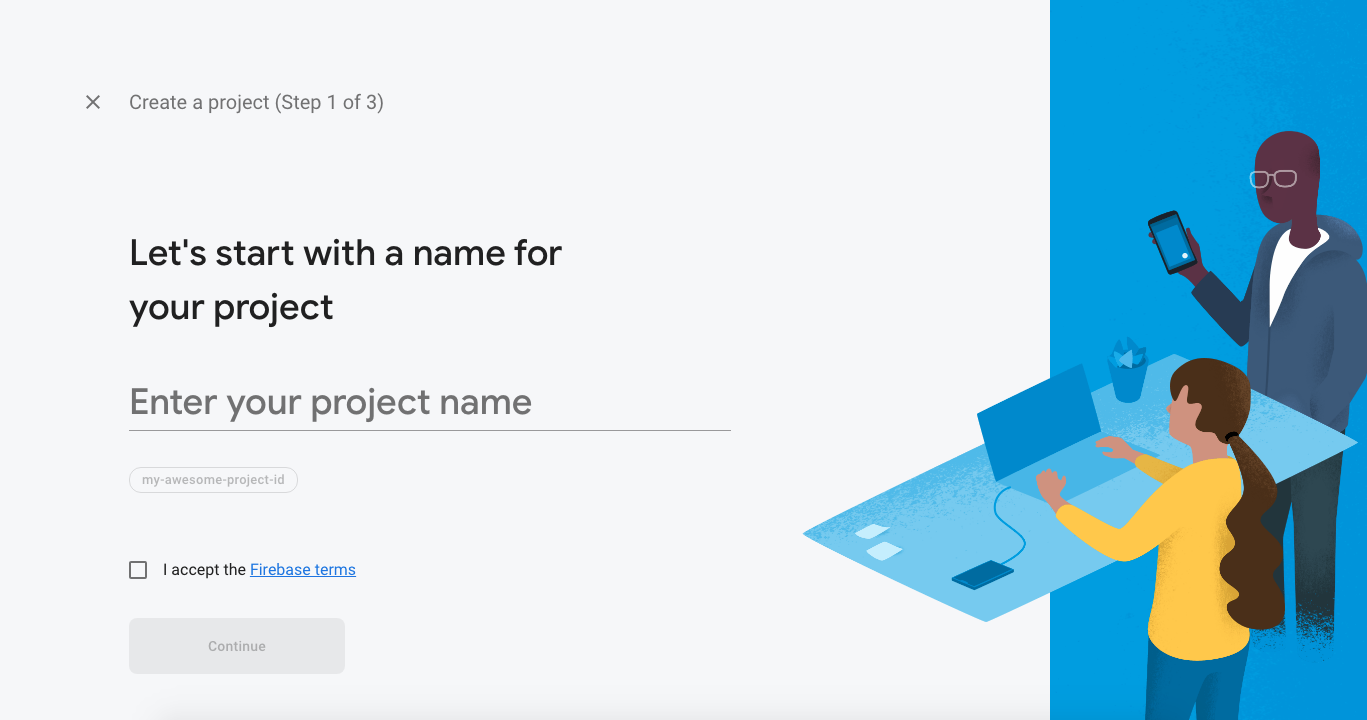 Create a project (Step 1 of 3)
Let's start with a name for
your project
Enter your project name
my-awesome-project-id
I accept the Firebase terms
Continue